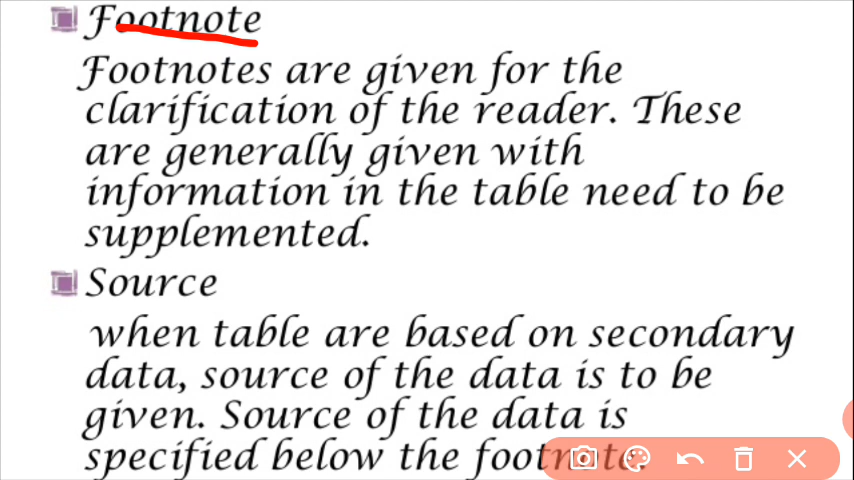 Footnote
Footnotes are given for the
clarification of the reader. These
are generally given with
information in the table need to be
supplemented.
Source
when table are based on secondary
data, source of the data is to be
given. Source of the data is
specified below the footnote.